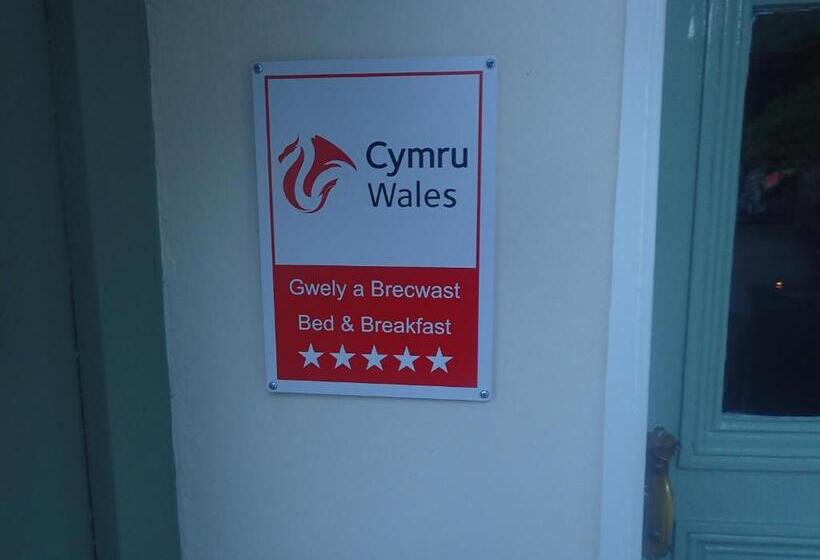 Cymru
Wales
Gwely a Brecwast
Bed & Breakfast